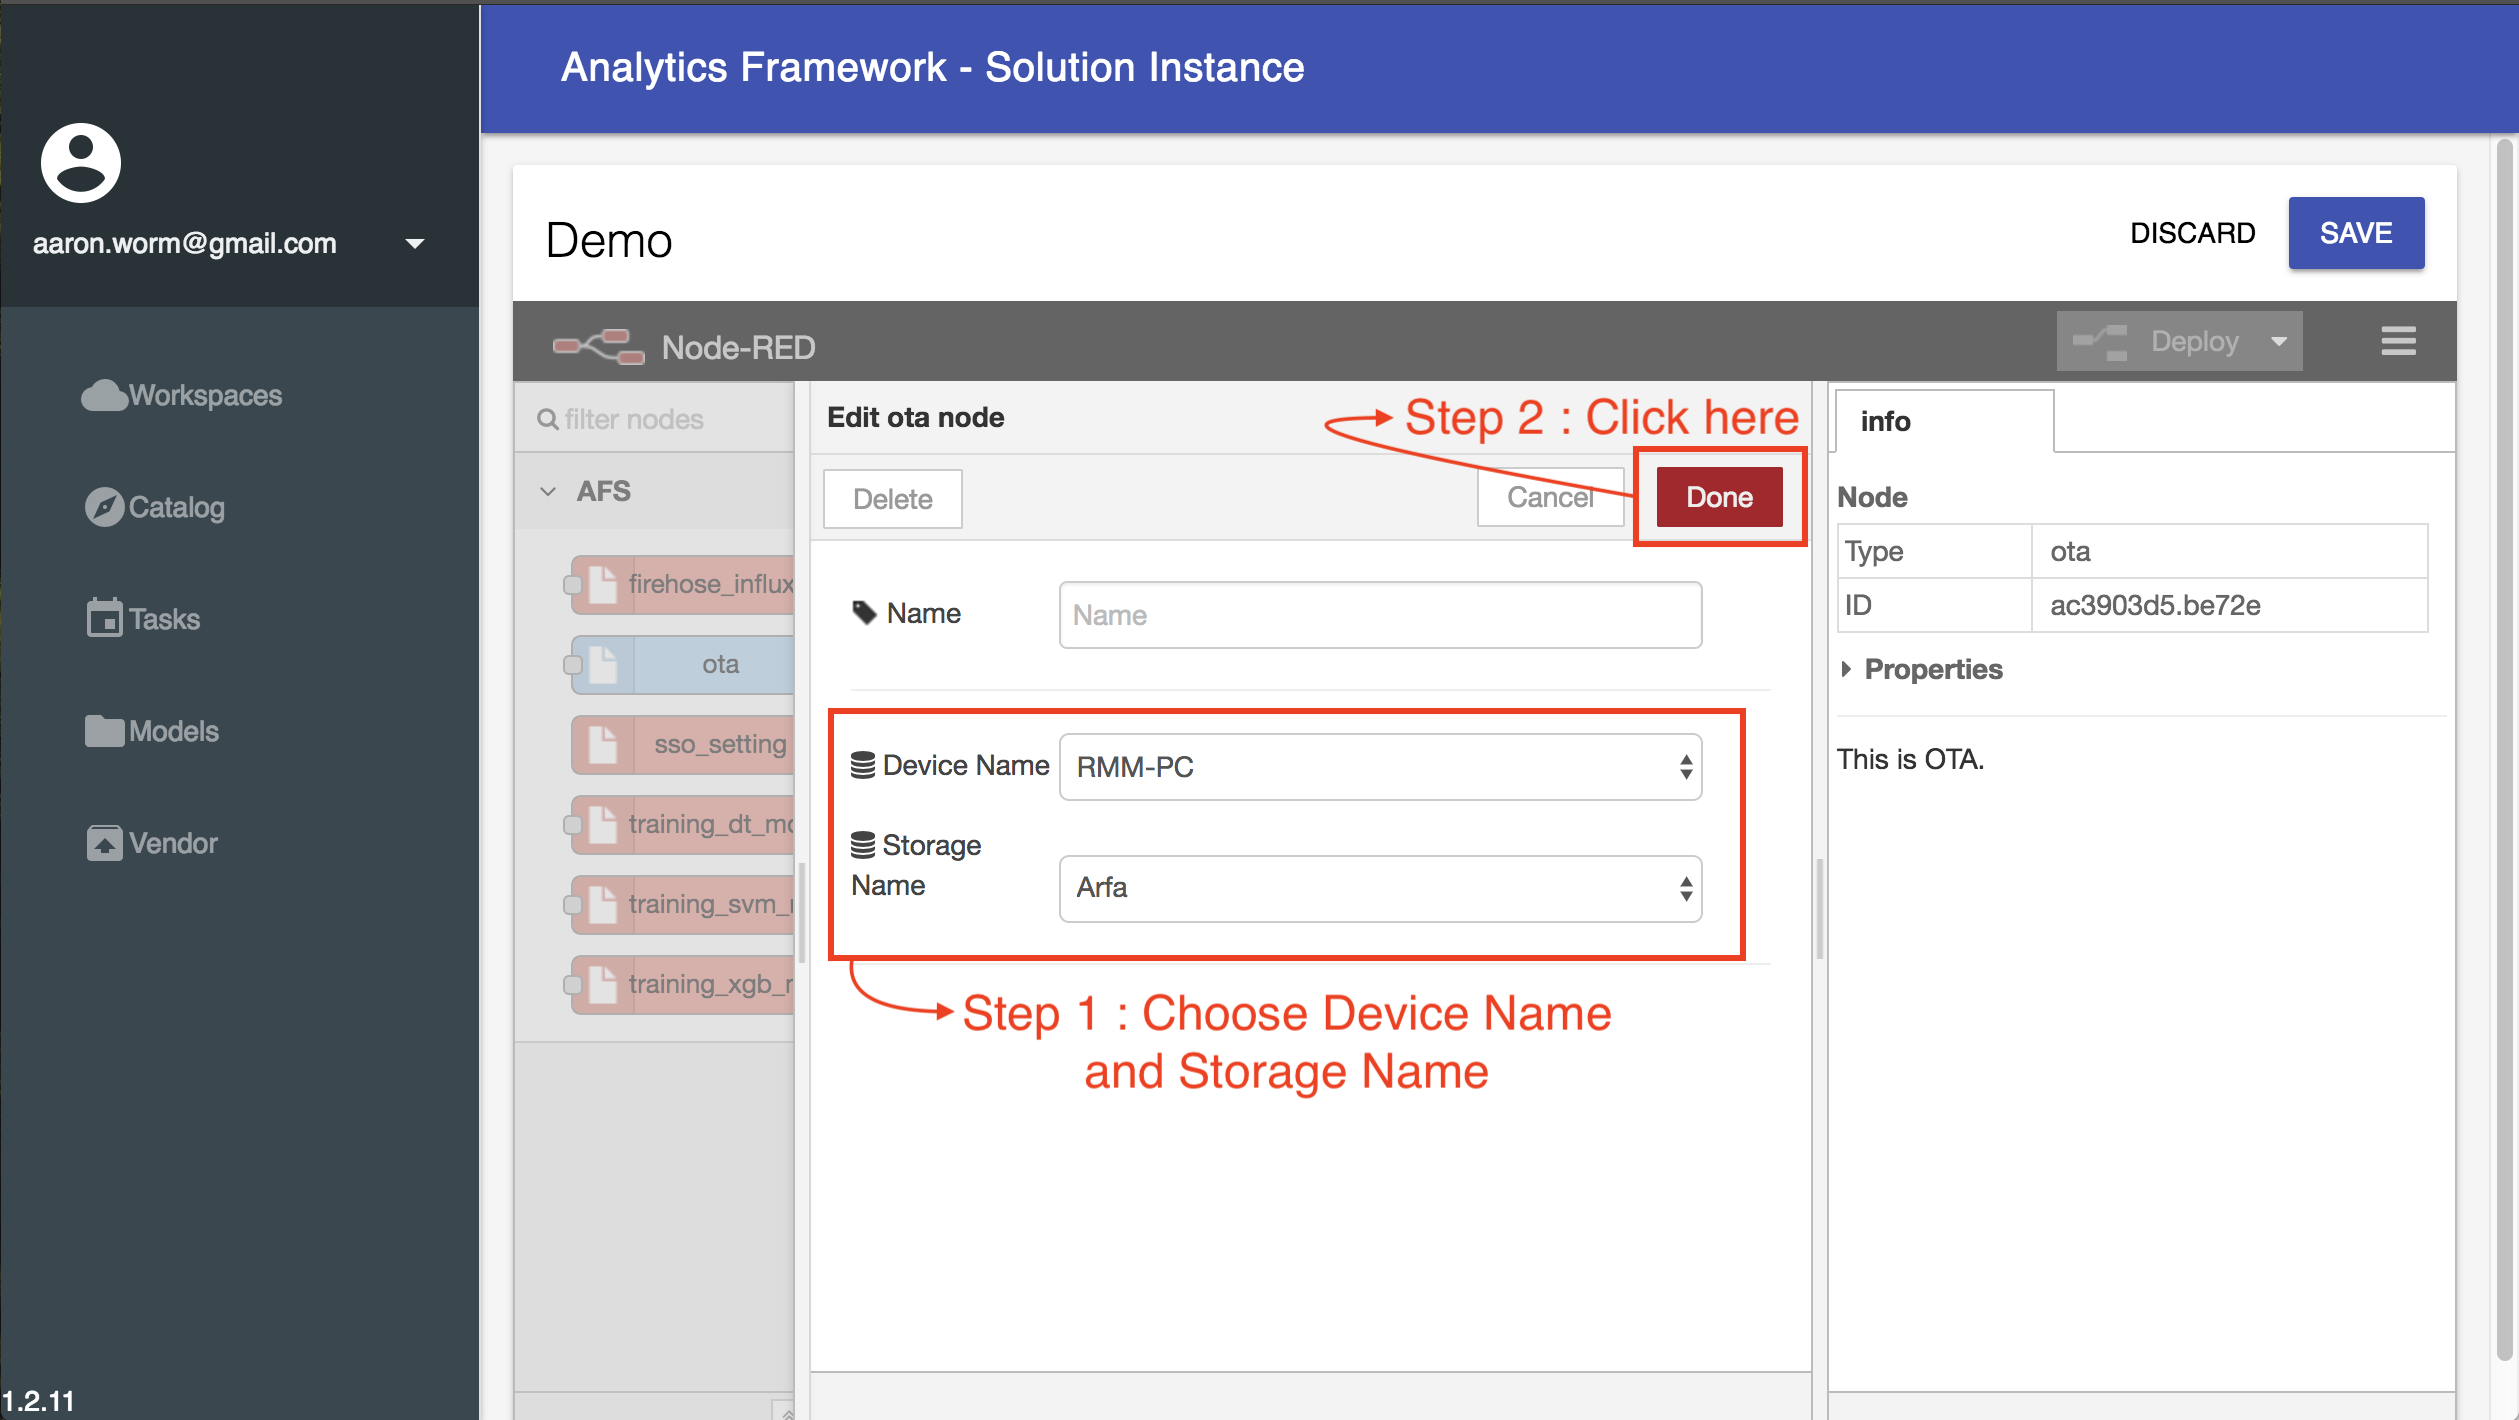 Analytics Framework - Solution Instance
aaron.worm@gmail.com
Workspaces
Catalog
Tasks
Models
Vendor
1.2.11
Demo
DISCARD
SAVE
Node-RED
Deploy
filter nodes
AFS
firehose_influx
ota
sso_setting
training_dt_mo
training_svm_
training_xgb_
Edit ota node
Step 2 : Click here
Delete
Cancel
Done
Name
Name
Device Name
RMM-PC
Storage
Name
Arfa
Step 1 : Choose Device Name
and Storage Name
info
Node
Type
ota
ID
ac3903d5.be72e
Properties
This is OTA.